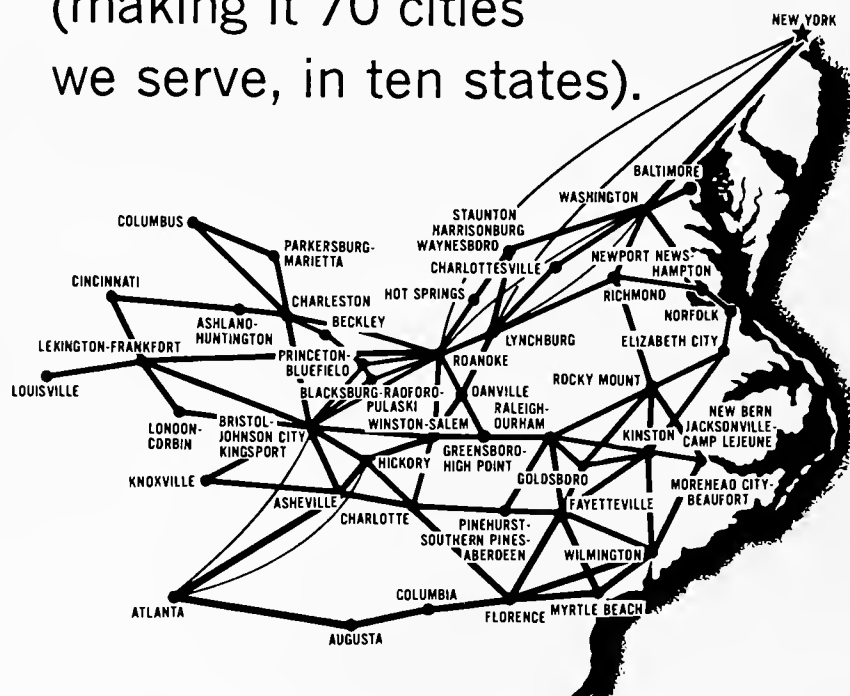 (making it 70 cities
we serve, in ten states).
NEW YORK
BALTIMORE
WASHINGTON
STAUNTON
HARRISONBURG
WAYNESBORO
COLUMBUS
PARKERSBURG-
MARIETTA
CHARLOTTESVILLE
NEWPORT NEWS-
HAMPTON
CINCINNATI
HOT SPRINGS
RICHMOND
CHARLESTON
NORFOLK
ASHLAND-
HUNTINGTON
BECKLEY
LYNCHBURG
ELIZABETH CITY
LEXINGTON-FRANKFORT
PRINCETON-
BLUEFIELD
ROANOKE
LOUISVILLE
BLACKSBURG-RADFORD-
PULASKI
DANVILLE
ROCKY MOUNT
LONDON-
CORBIN
BRISTOL-
JOHNSON CITY
KINGSPORT
WINSTON-SALEM
RALEIGH-
DURHAM
NEW BERN
JACKSONVILLE-
CAMP LEJEUNE
KINSTON
GREENSBORO-
HIGH POINT
HICKORY
GOLDSBORO
KNOXVILLE
MOREHEAD CITY-
BEAUFORT
ASHEVILLE
CHARLOTTE
FAYETTEVILLE
PINEHURST-
SOUTHERN PINES-
ABERDEEN
WILMINGTON
COLUMBIA
ATLANTA
FLORENCE
MYRTLE BEACH
AUGUSTA